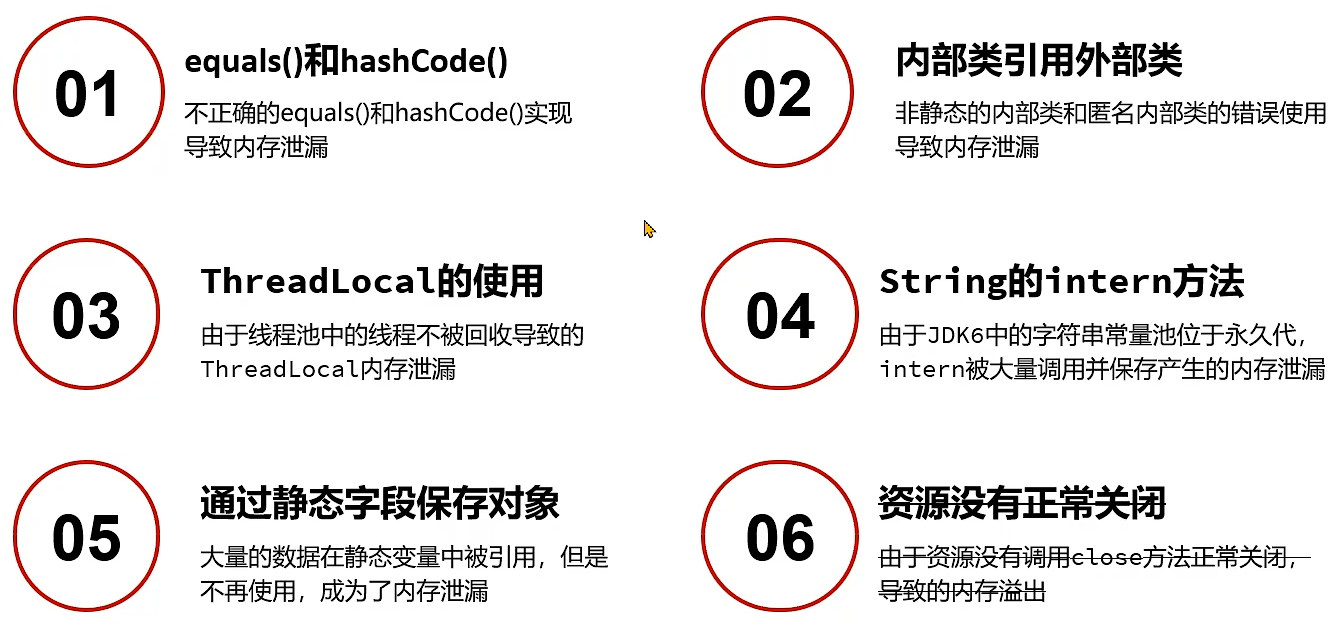 01
equals()和hashCode()
不正确的equals()和hashCode()实现
导致内存泄漏
02
内部类引用外部类
非静态的内部类和匿名内部类的错误使用
导致内存泄漏
03
ThreadLocal的使用
由于线程池中的线程不被回收导致的
ThreadLocal内存泄漏
04
String的intern方法
由于JDK6中的字符串常量池位于永久代，
intern被大量调用并保存产生的内存泄漏
05
通过静态字段保存对象
大量的数据在静态变量中被引用，但是
不再使用，成为了内存泄漏
06
资源没有正常关闭
由于资源没有调用close方法正常关闭，
导致的内存溢出